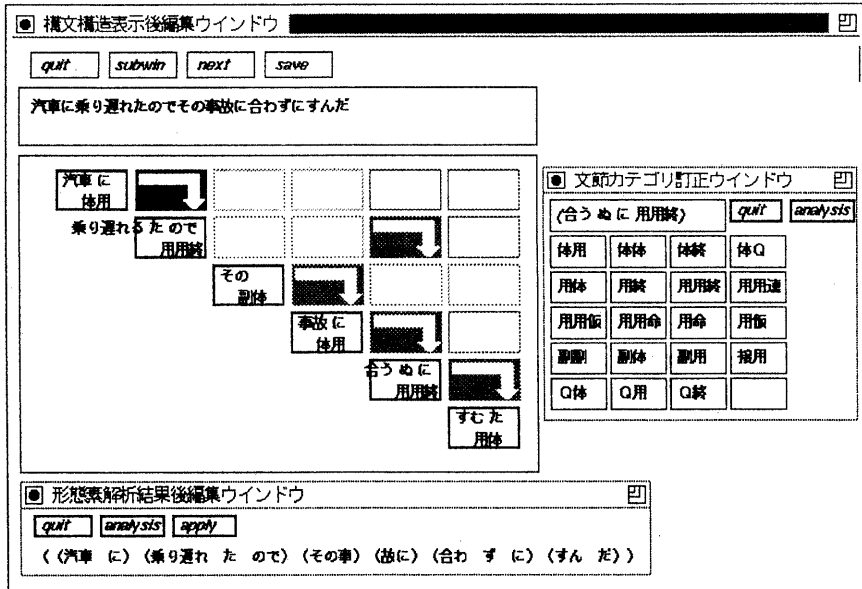 構文構造表示後編集ウインドウ
quit subwin next save
汽車に乗り遅れたのでその事故に合わずにすんだ
汽車 に
体用
乗り遅れる た ので
用用終
その
副体
事故 に
体用
合う ぬ に
用用終
すむ た
用体
文節カテゴリ訂正ウインドウ
(合う ぬ に 用用終) quit analysis
体用 体体 体終 体Q
用体 用終 用用終 用用連
用用仮 用用命 用命 用仮
副副 副体 副用 接用
Q体 Q用 Q終
形態素解析結果後編集ウインドウ
quit analysis apply
( (汽車 に) (乗り遅れ た ので) (その事) (故に) (合わ ず に) (すん だ) )